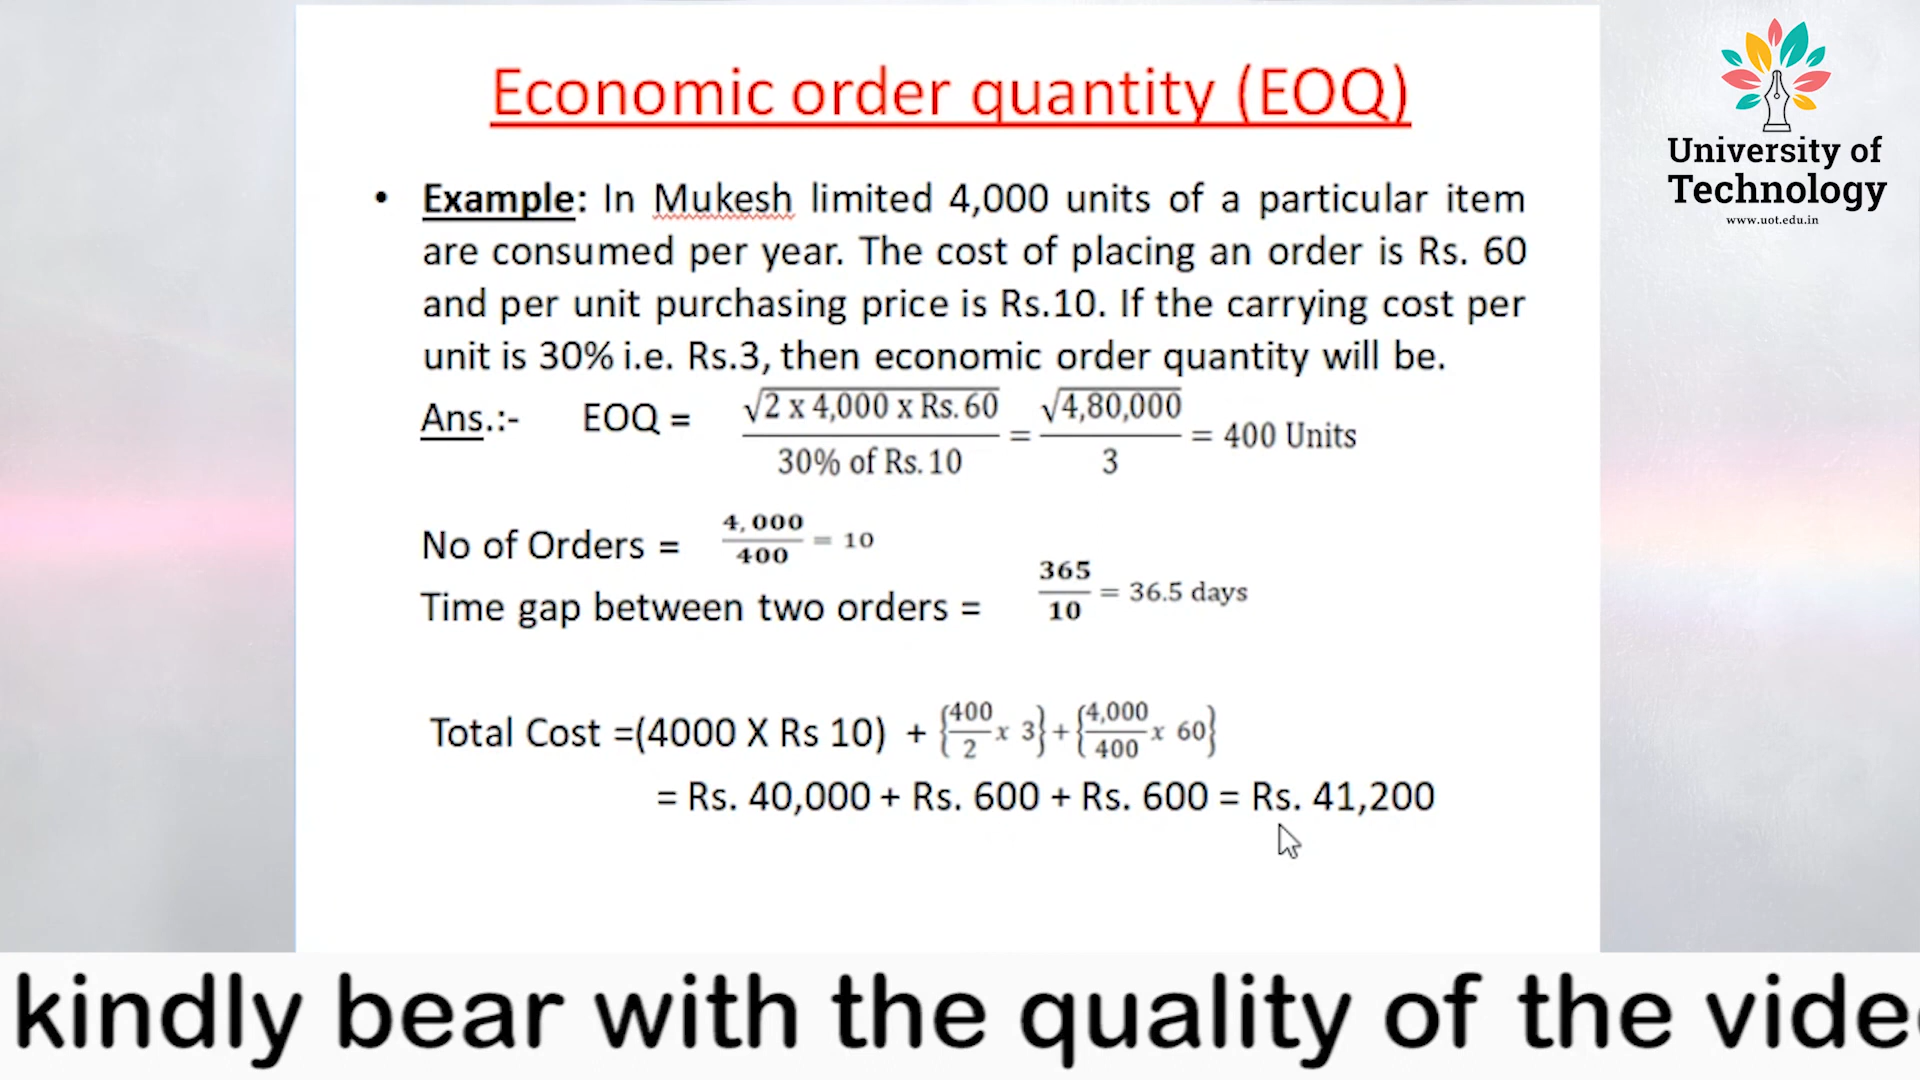 Economic order quantity (EOQ)
University of
Technology
www.uot.edu.in
• Example: In Mukesh limited 4,000 units of a particular item
are consumed per year. The cost of placing an order is Rs. 60
and per unit purchasing price is Rs.10. If the carrying cost per
unit is 30% i.e. Rs.3, then economic order quantity will be.
Ans.:- EOQ = √2 x 4,000 x Rs.60 / 30% of Rs.10 = √4,80,000 / 3 = 400 Units
No of Orders = 4,000 / 400 = 10
Time gap between two orders = 365 / 10 = 36.5 days
Total Cost =(4000 X Rs 10) + {400/2 x 3}+{4,000/400 x 60}
= Rs. 40,000 + Rs. 600 + Rs. 600 = Rs. 41,200
kindly bear with the quality of the vide